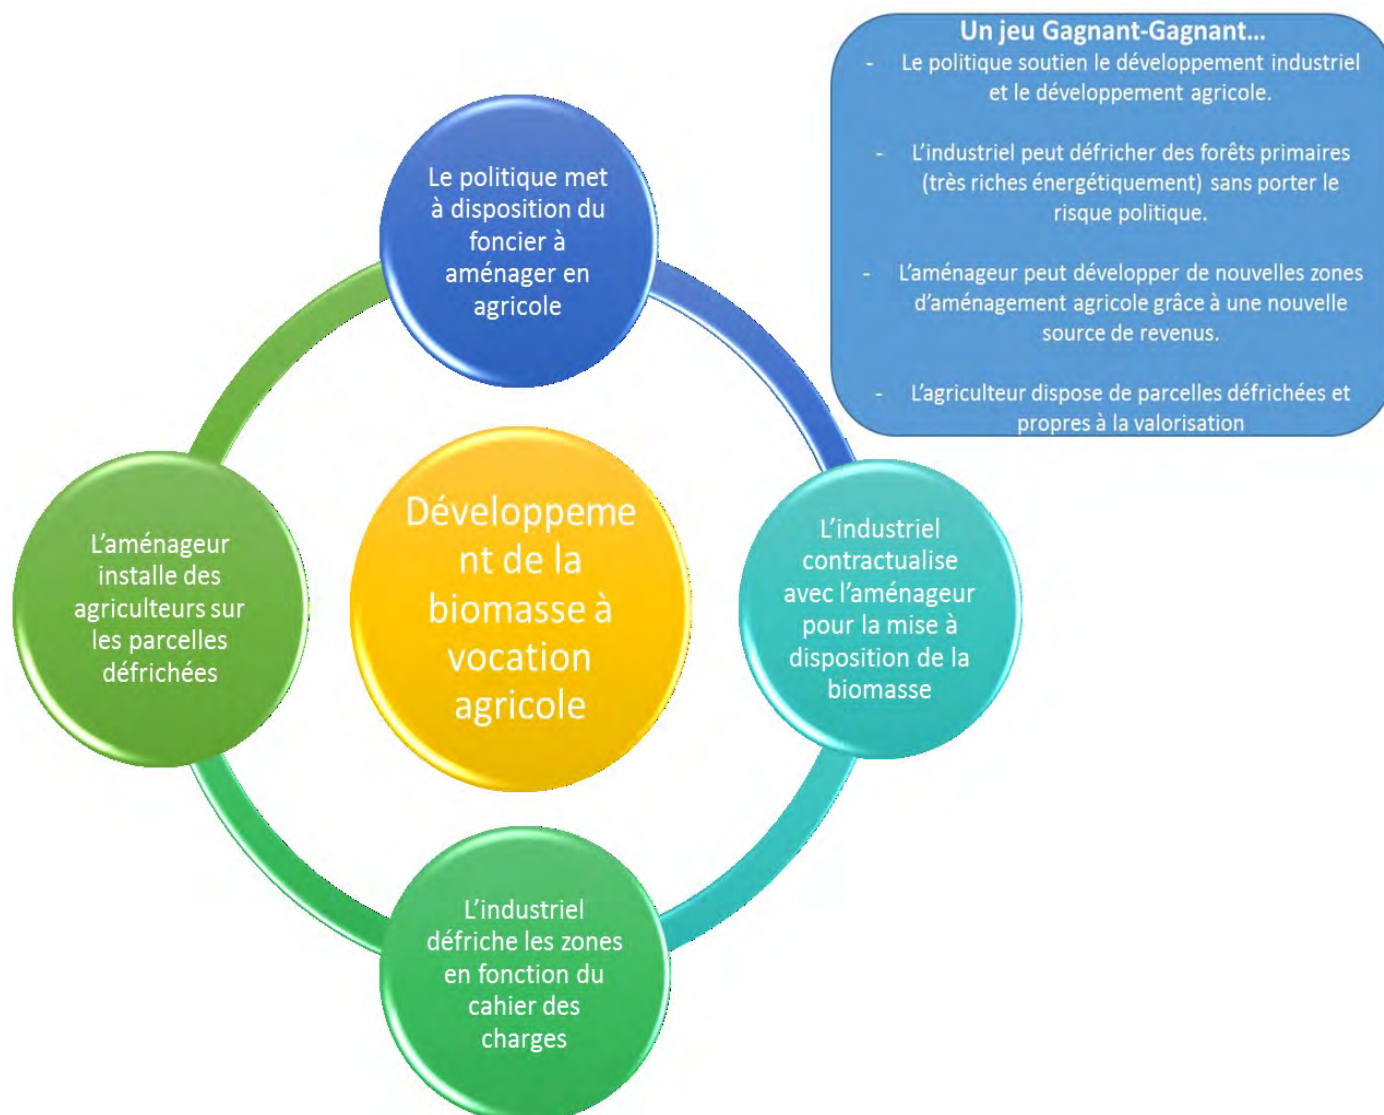 Un jeu Gagnant-Gagnant...
- Le politique soutien le développement industriel
et le développement agricole.
- L'industriel peut défricher des forêts primaires
(très riches énergétiquement) sans porter le
risque politique.
- L'aménageur peut développer de nouvelles zones
d'aménagement agricole grâce à une nouvelle
source de revenus.
- L'agriculteur dispose de parcelles défrichées et
propres à la valorisation
Le politique met
à disposition du
foncier à
aménager en
agricole
L'industriel
contractualise
avec l'aménageur
pour la mise à
disposition de la
biomasse
L'industriel
défriche les zones
en fonction du
cahier des
charges
L'aménageur
installe des
agriculteurs sur
les parcelles
défrichées
Développeme
nt de la
biomasse à
vocation
agricole